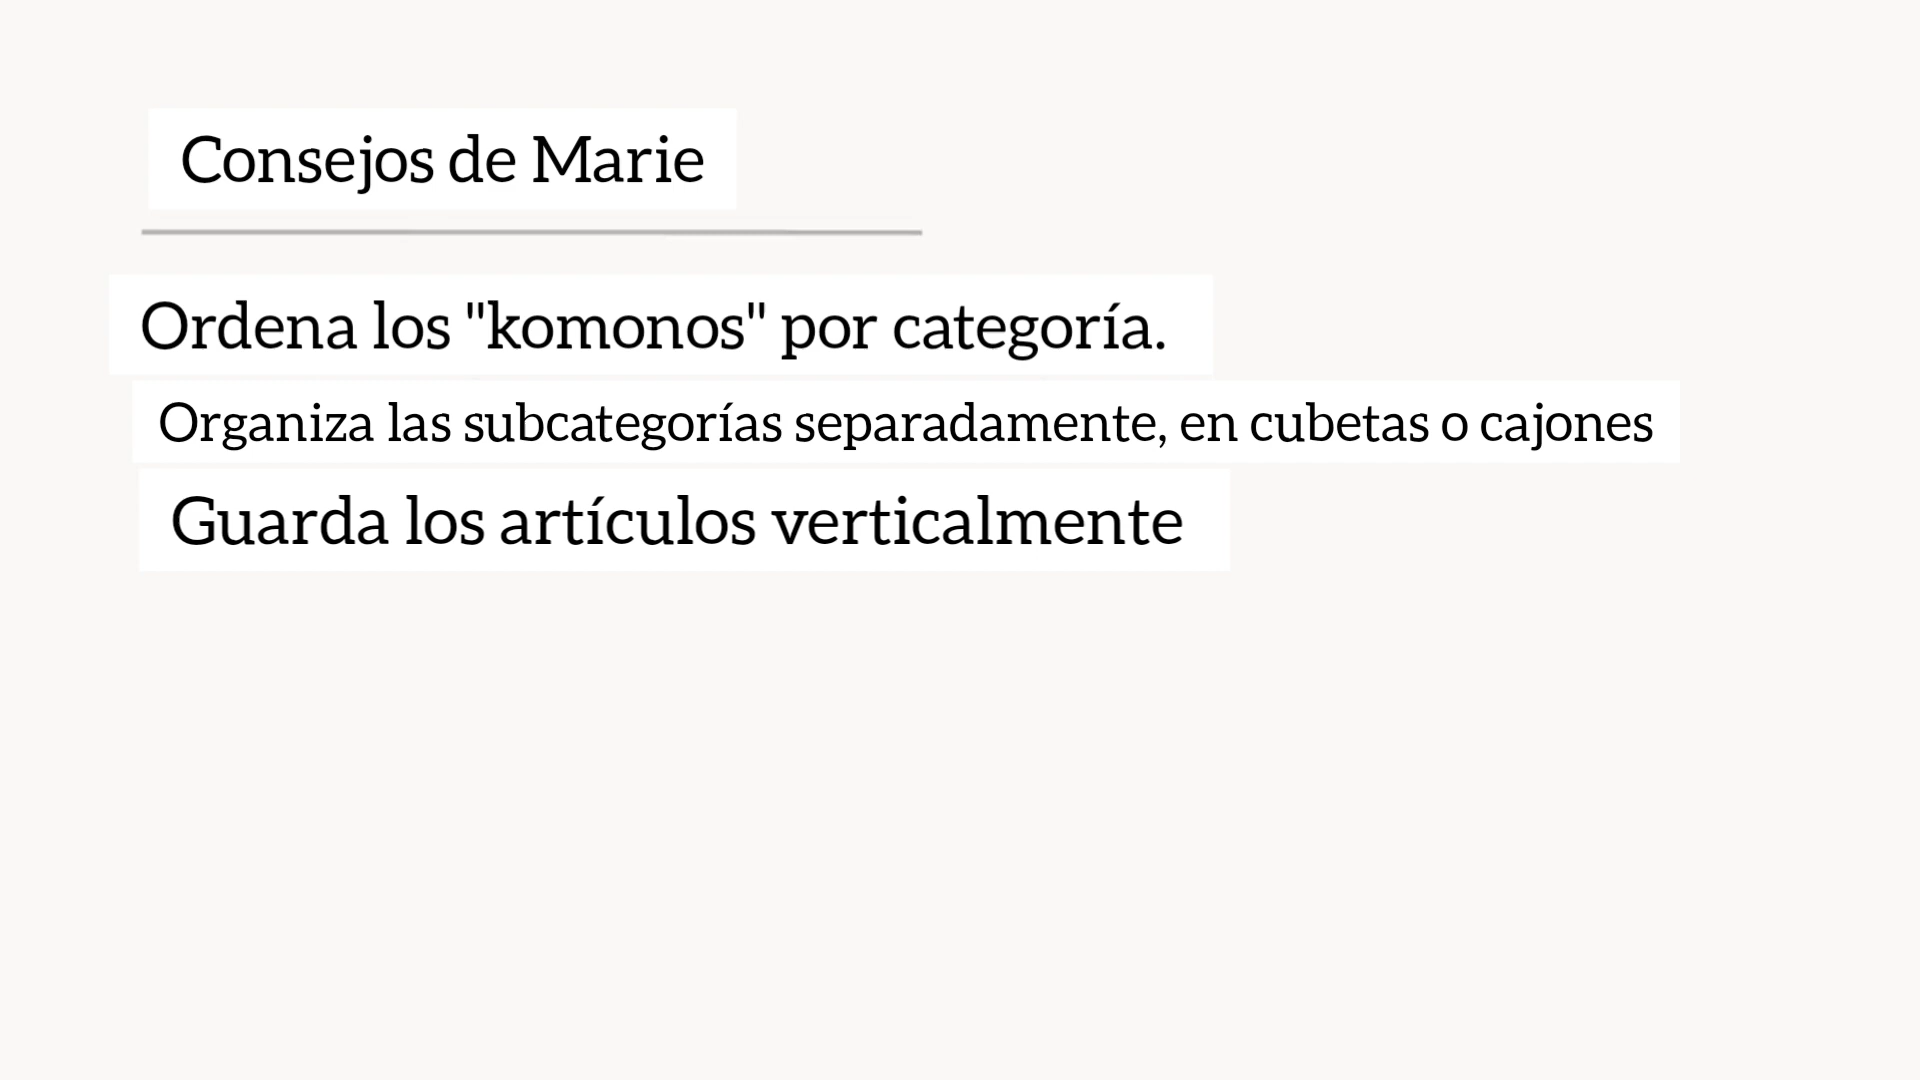 Consejos de Marie
Ordena los "komonos" por categoría.
Organiza las subcategorías separadamente, en cubetas o cajones
Guarda los artículos verticalmente